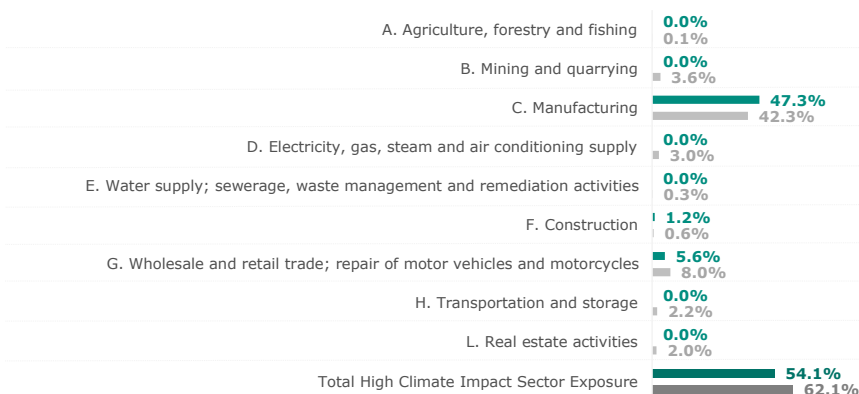 A. Agriculture, forestry and fishing
0.0%
0.1%
B. Mining and quarrying
0.0%
3.6%
C. Manufacturing
47.3%
42.3%
D. Electricity, gas, steam and air conditioning supply
0.0%
3.0%
E. Water supply; sewerage, waste management and remediation activities
0.0%
0.3%
F. Construction
1.2%
0.6%
G. Wholesale and retail trade; repair of motor vehicles and motorcycles
5.6%
8.0%
H. Transportation and storage
0.0%
2.2%
L. Real estate activities
0.0%
2.0%
Total High Climate Impact Sector Exposure
54.1%
62.1%